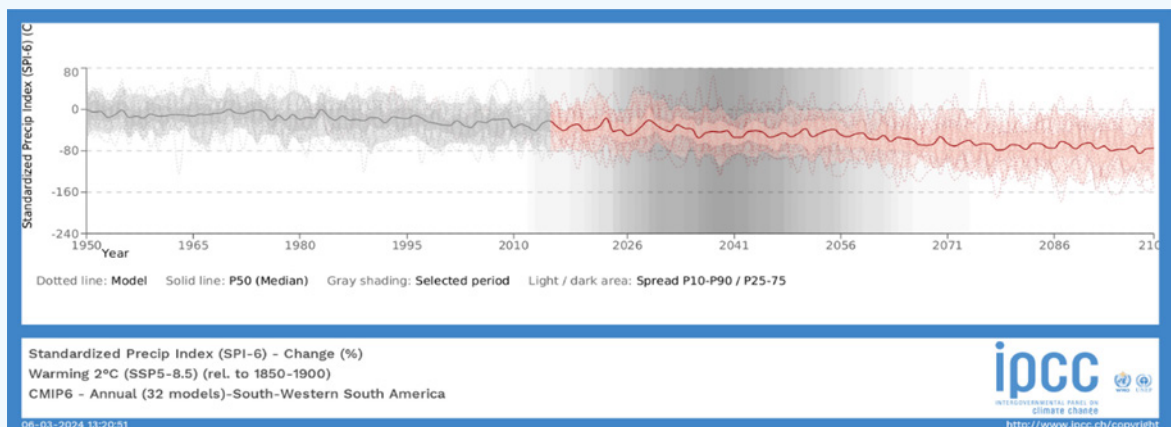 Standardized Precip Index (SPI-6) (C
80
0
-80
-160
-240
1950 1965 1980 1995 2010 2026 2041 2056 2071 2086 210
Year
Dotted line: Model Solid line: P50 (Median) Gray shading: Selected period Light / dark area: Spread P10-P90 / P25-75
Standardized Precip Index (SPI-6) - Change (%)
Warming 2°C (SSP5-8.5) (rel. to 1850-1900)
CMIP6 - Annual (32 models)-South-Western South America
ipcc
INTERGOVERNMENTAL PANEL ON
climate change
06-03-2024 13:20:51
http://www.ipcc.ch/copyright